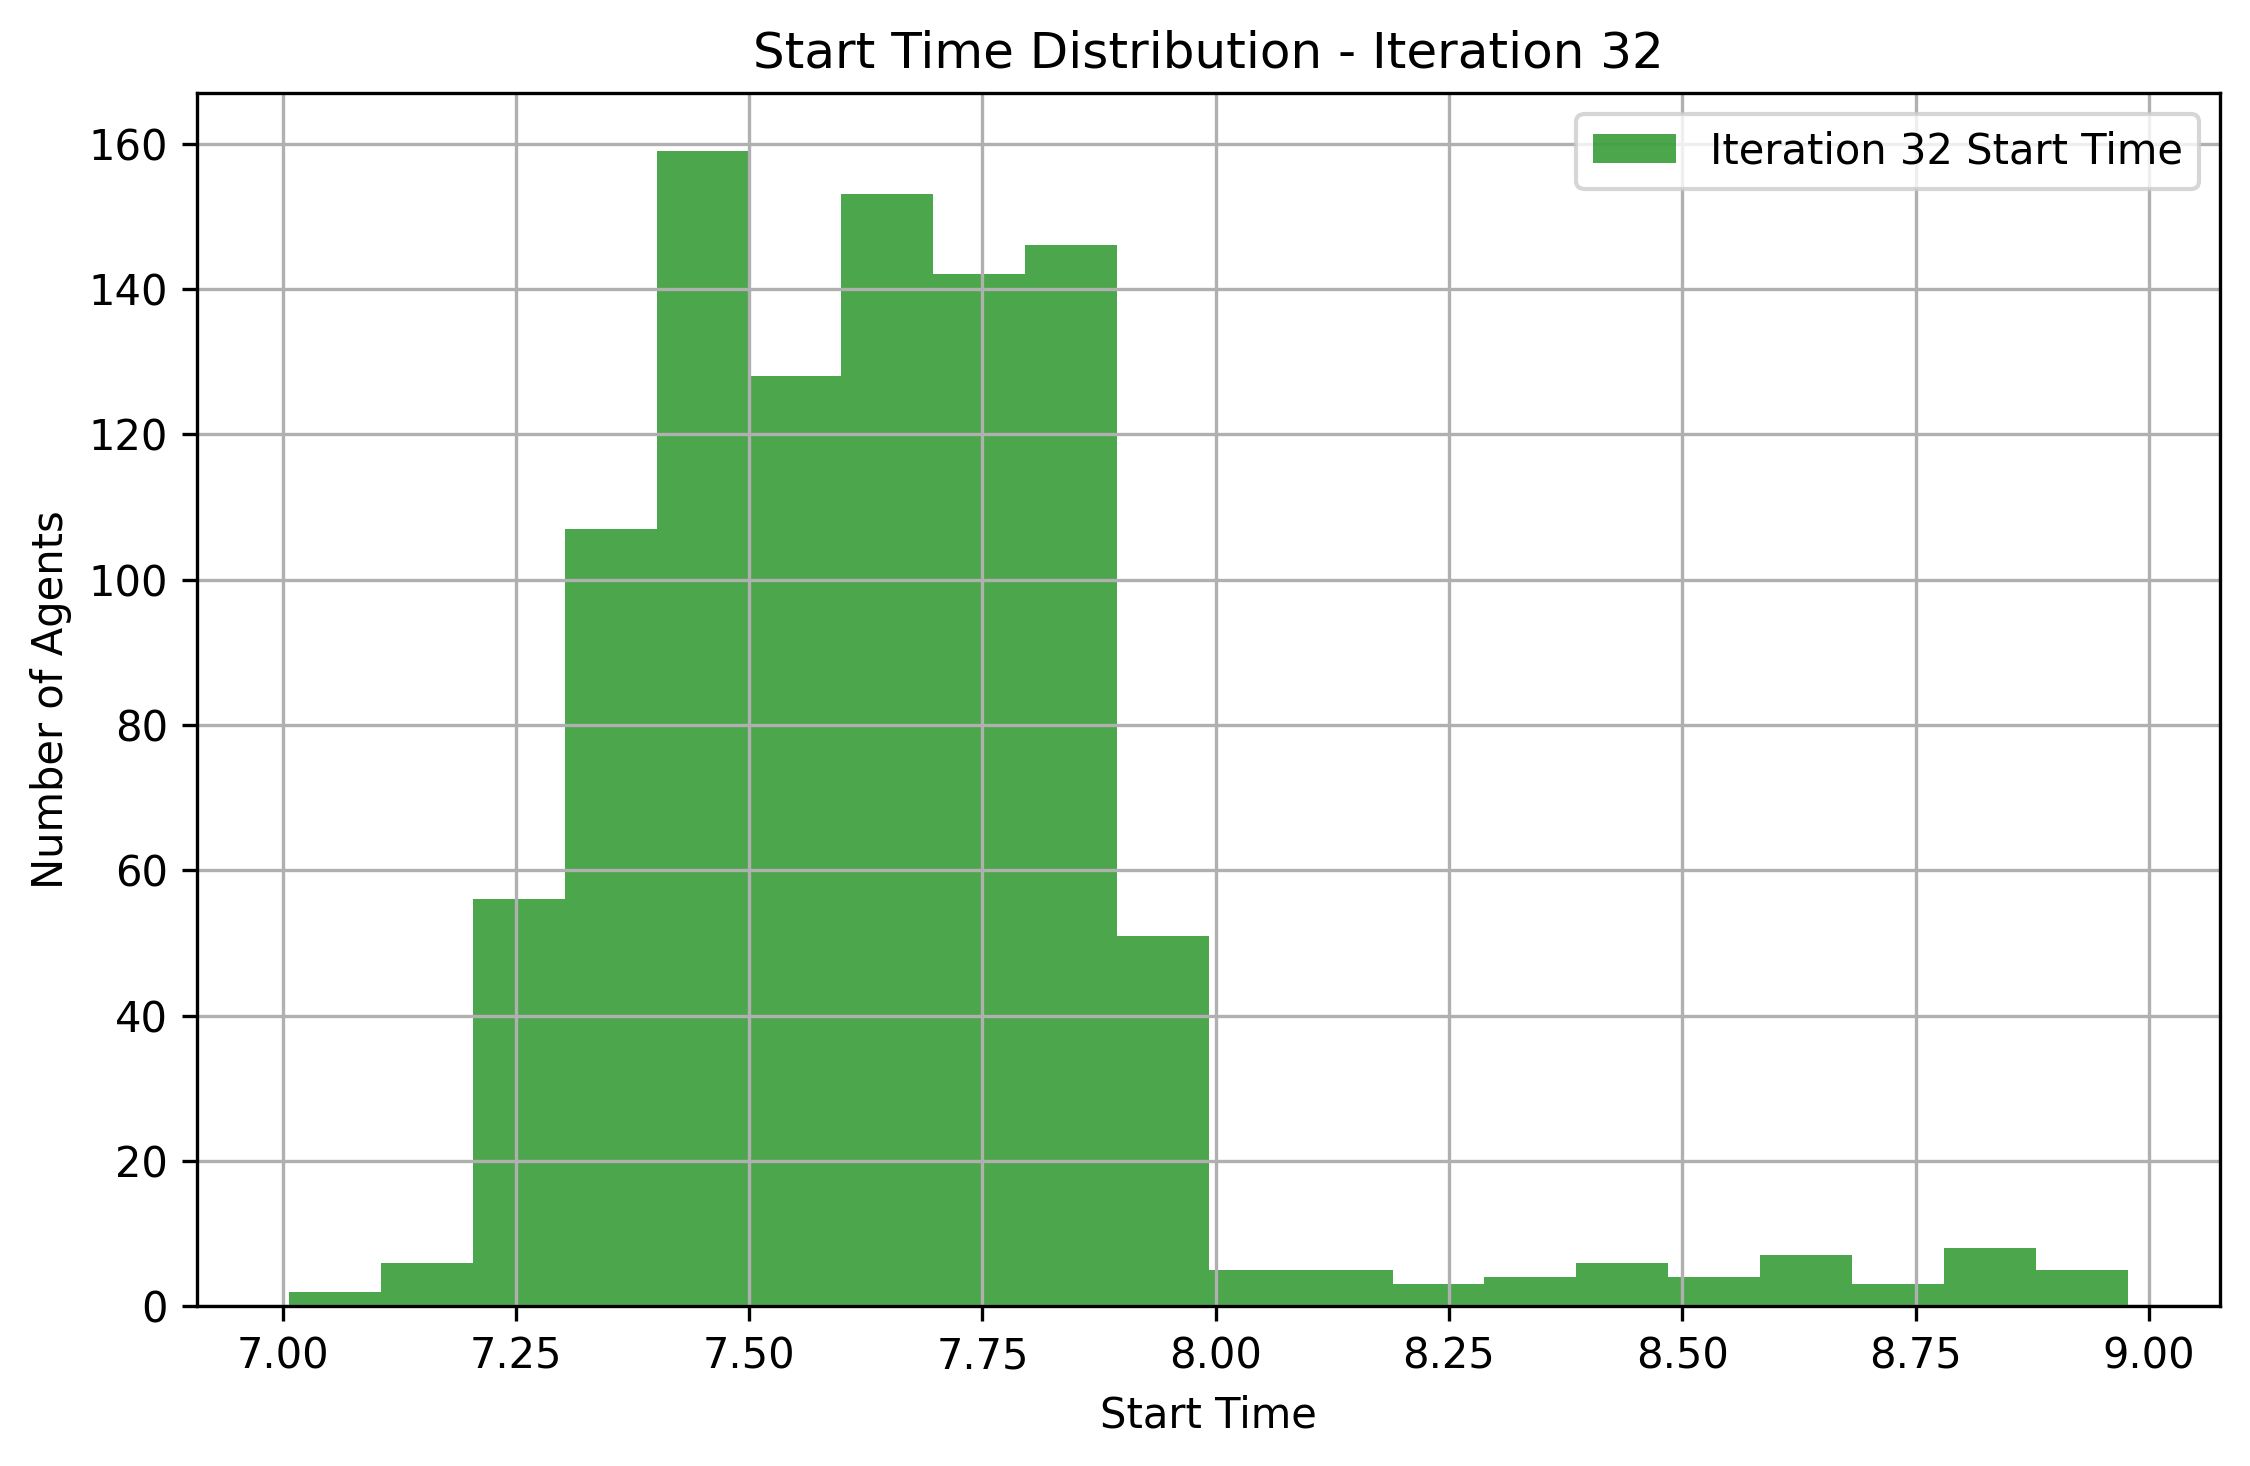 Start Time Distribution - Iteration 32
Iteration 32 Start Time
Number of Agents
160
140
120
100
80
60
40
20
0
7.00 7.25 7.50 7.75 8.00 8.25 8.50 8.75 9.00
Start Time